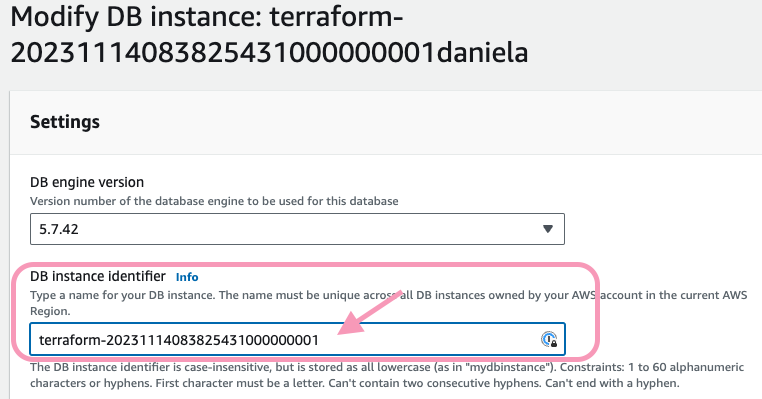 Modify DB instance: terraform-
20231114083825431000000001daniela
Settings
DB engine version
Version number of the database engine to be used for this database
5.7.42
DB instance identifier Info
Type a name for your DB instance. The name must be unique across all DB instances owned by your AWS account in the current AWS
Region.
terraform-20231114083825431000000001
The DB instance identifier is case-insensitive, but is stored as all lowercase (as in "mydbinstance"). Constraints: 1 to 60 alphanumeric
characters or hyphens. First character must be a letter. Can't contain two consecutive hyphens. Can't end with a hyphen.